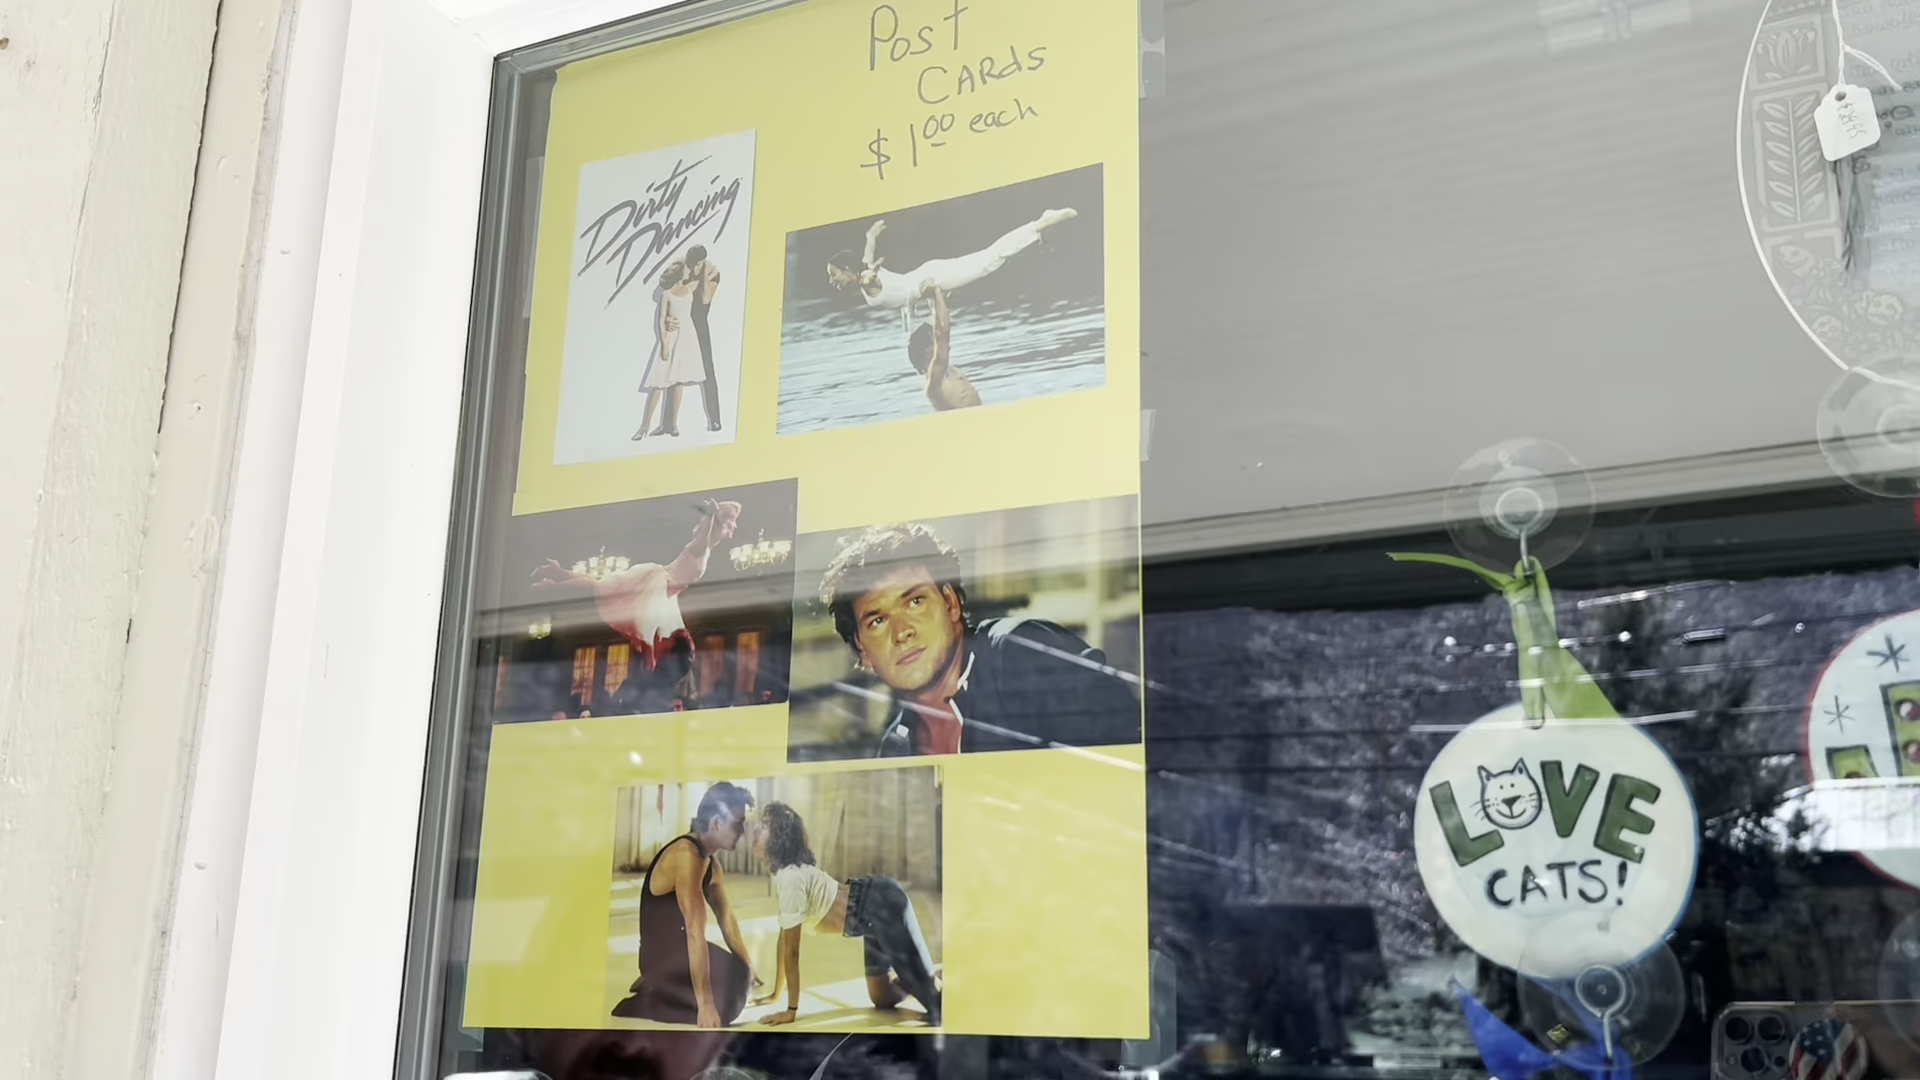 Post
CARds
$1.00 each
Dirty
Dancing
LOVE
CATS!